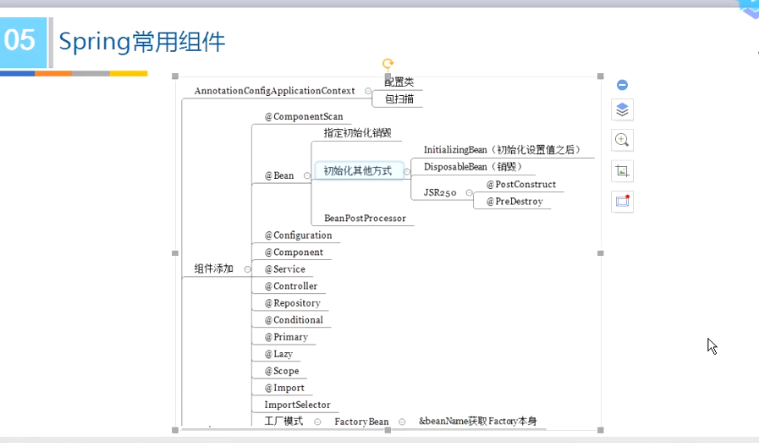 05
Spring常用组件
AnnotationConfigApplicationContext
配置类
包扫描
组件添加
@ComponentScan
@Bean
指定初始化销毁
初始化其他方式
InitializingBean（初始化设置值之后）
DisposableBean（销毁）
JSR250
@PostConstruct
@PreDestroy
BeanPostProcessor
@Configuration
@Component
@Service
@Controller
@Repository
@Conditional
@Primary
@Lazy
@Scope
@Import
ImportSelector
工厂模式
FactoryBean
&beanName获取Factory本身